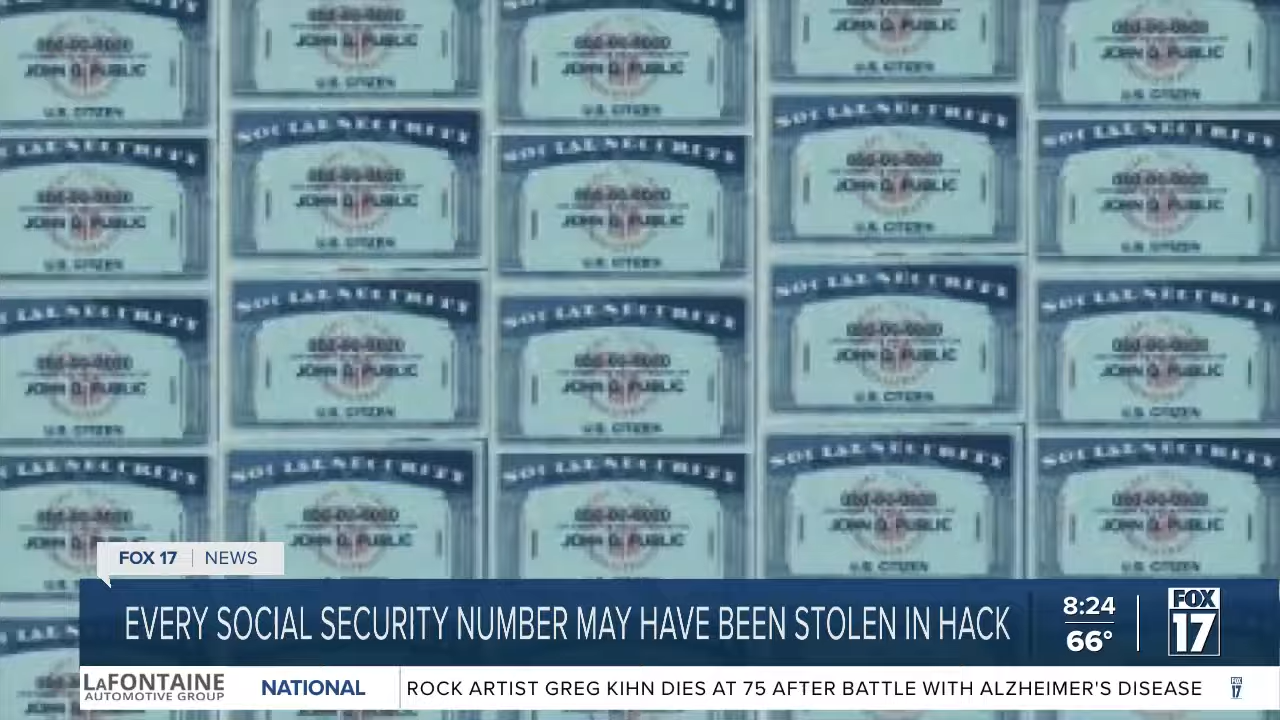 SOCIAL SECURITY
JOHN Q. PUBLIC
U.S. CITIZEN
FOX 17 | NEWS
EVERY SOCIAL SECURITY NUMBER MAY HAVE BEEN STOLEN IN HACK
8:24
66°
FOX
17
LAFONTAINE
AUTOMOTIVE GROUP
NATIONAL
ROCK ARTIST GREG KIHN DIES AT 75 AFTER BATTLE WITH ALZHEIMER'S DISEASE
FOX
17